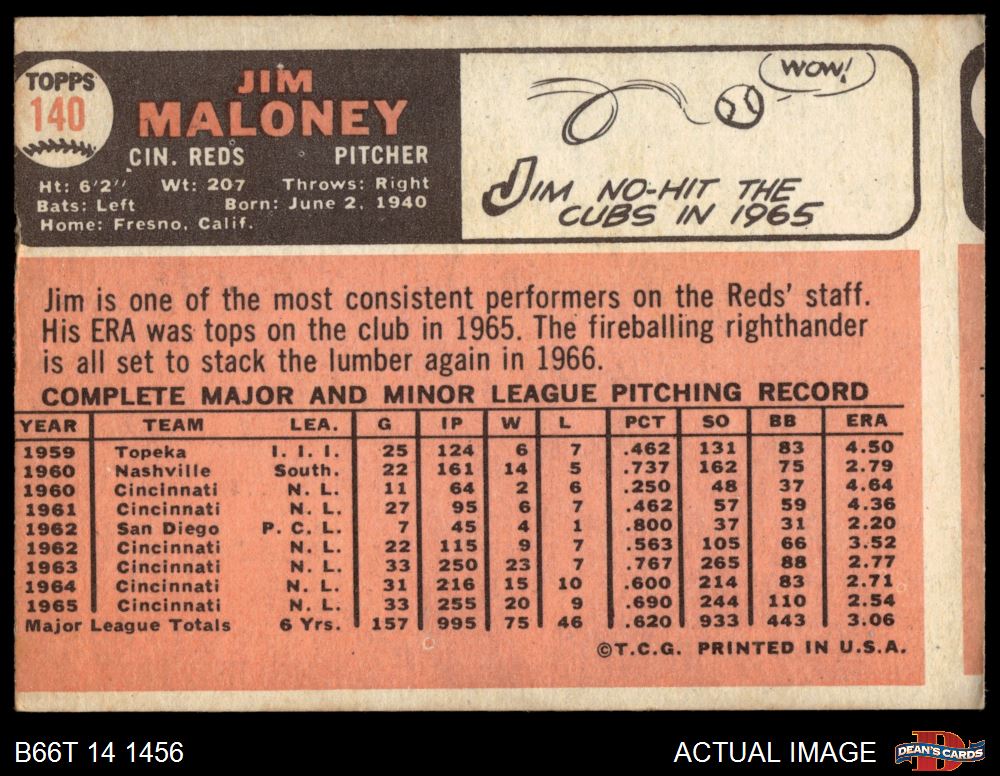 TOPPS
140
JIM
MALONEY
CIN. REDS PITCHER
Ht: 6'2" Wt: 207 Throws: Right
Bats: Left Born: June 2, 1940
Home: Fresno, Calif.
WOW!
JIM NO-HIT THE
CUBS IN 1965
Jim is one of the most consistent performers on the Reds' staff.
His ERA was tops on the club in 1965. The fireballing righthander
is all set to stack the lumber again in 1966.
COMPLETE MAJOR AND MINOR LEAGUE PITCHING RECORD
YEAR TEAM LEA. G IP W L PCT SO BB ERA
1959 Topeka I. I. I. 25 124 6 7 .462 131 83 4.50
1960 Nashville South. 22 161 14 5 .737 162 75 2.79
1960 Cincinnati N. L. 11 64 2 6 .250 48 37 4.64
1961 Cincinnati N. L. 27 95 6 7 .462 57 59 4.36
1962 San Diego P. C. L. 7 45 4 1 .800 37 31 2.20
1962 Cincinnati N. L. 22 115 9 7 .563 105 66 3.52
1963 Cincinnati N. L. 33 250 23 7 .767 265 88 2.77
1964 Cincinnati N. L. 31 216 15 10 .600 214 83 2.71
1965 Cincinnati N. L. 33 255 20 9 .690 244 110 2.54
Major League Totals 6 Yrs. 157 995 75 46 .620 933 443 3.06
©T.C.G. PRINTED IN U.S.A.
B66T 14 1456 ACTUAL IMAGE DEAN'S CARDS